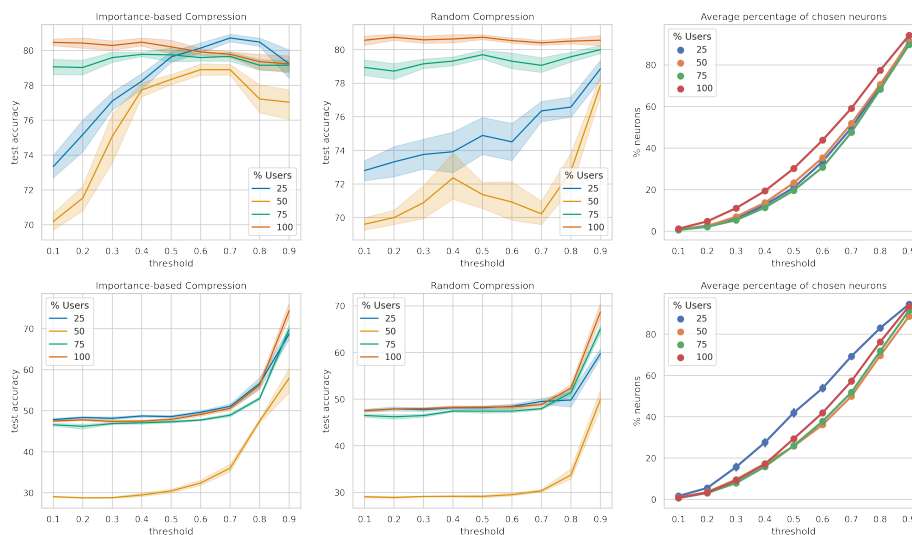 Importance-based Compression
test accuracy
80
78
76
74
72
70
0.1 0.2 0.3 0.4 0.5 0.6 0.7 0.8 0.9
threshold
% Users
25
50
75
100
Random Compression
test accuracy
80
78
76
74
72
70
0.1 0.2 0.3 0.4 0.5 0.6 0.7 0.8 0.9
threshold
% Users
25
50
75
100
Average percentage of chosen neurons
% neurons
80
60
40
20
0
0.1 0.2 0.3 0.4 0.5 0.6 0.7 0.8 0.9
threshold
% Users
25
50
75
100
Importance-based Compression
test accuracy
70
60
50
40
30
0.1 0.2 0.3 0.4 0.5 0.6 0.7 0.8 0.9
threshold
% Users
25
50
75
100
Random Compression
test accuracy
70
60
50
40
30
0.1 0.2 0.3 0.4 0.5 0.6 0.7 0.8 0.9
threshold
% Users
25
50
75
100
Average percentage of chosen neurons
% neurons
80
60
40
20
0
0.1 0.2 0.3 0.4 0.5 0.6 0.7 0.8 0.9
threshold
% Users
25
50
75
100